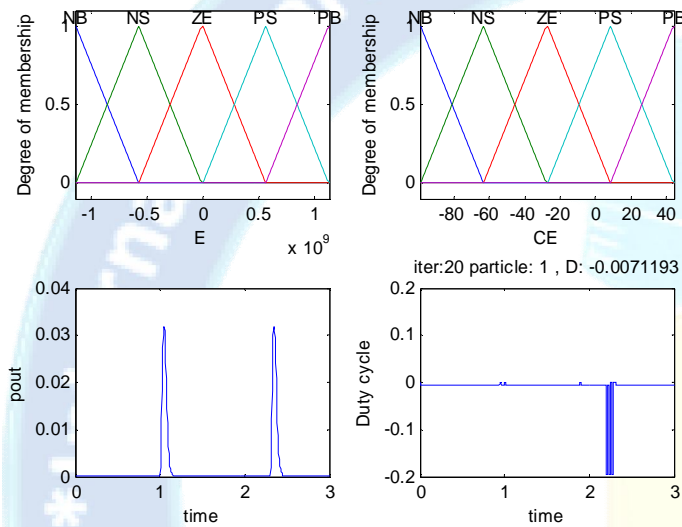 NB NS ZE PS PB
Degree of membership
1
0.5
0
-1 -0.5 0 0.5 1
E
x 10^9
NB NS ZE PS PB
Degree of membership
1
0.5
0
-80 -60 -40 -20 0 20 40
CE
iter:20 particle: 1 , D: -0.0071193
0.04
0.03
0.02
0.01
0
pout
0 1 2 3
time
0.2
0.1
0
-0.1
-0.2
Duty cycle
0 1 2 3
time